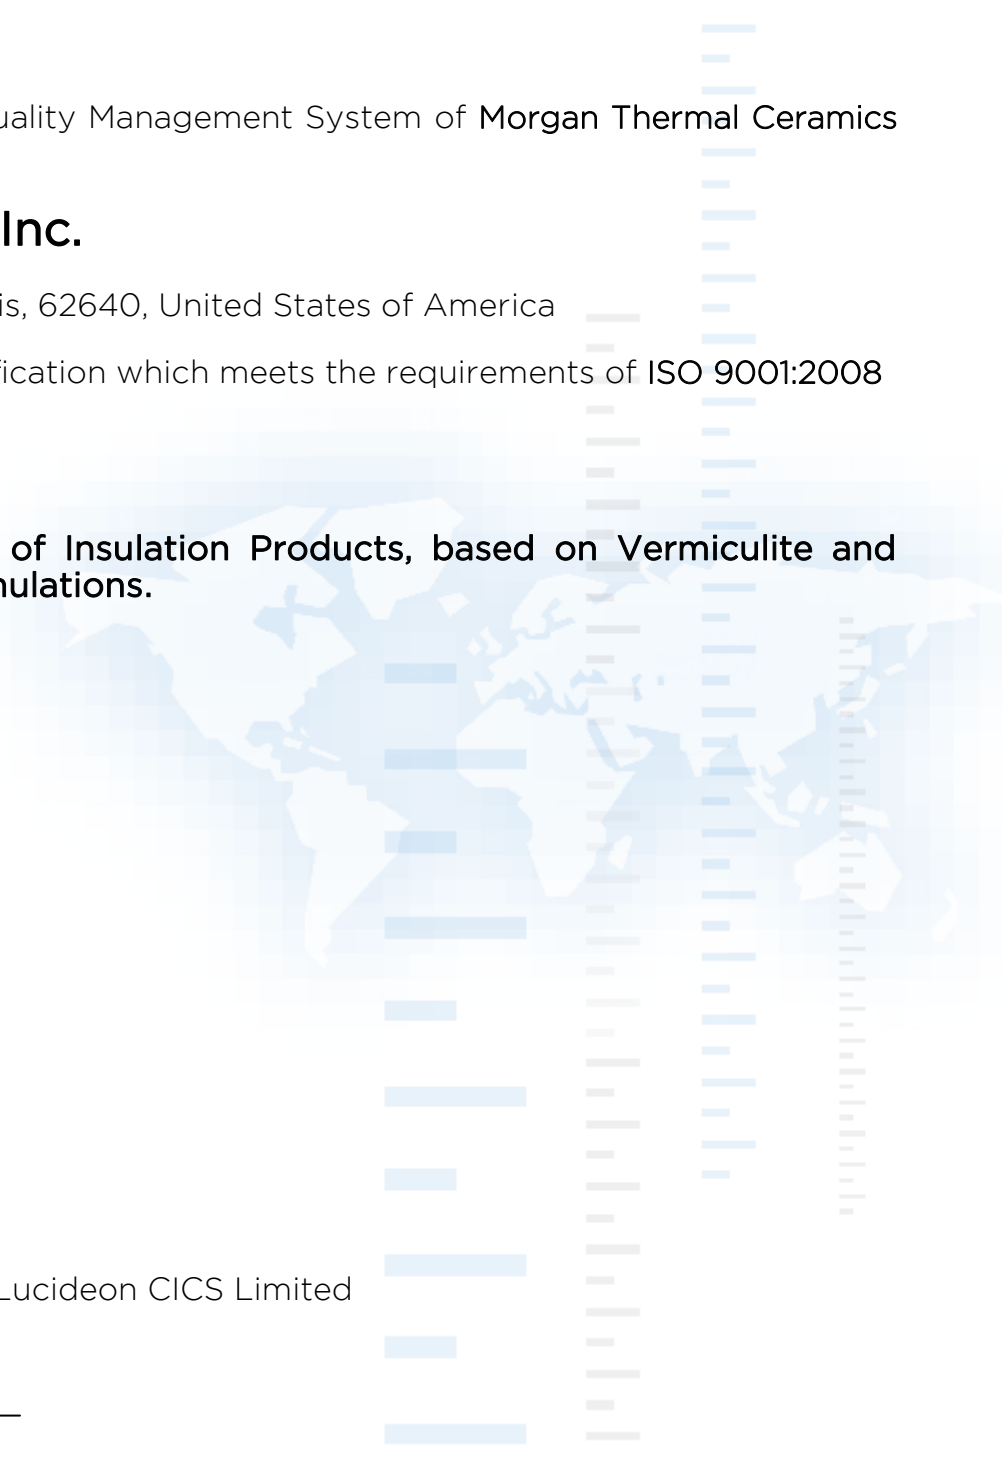 uality Management System of Morgan Thermal Ceramics
Inc.
is, 62640, United States of America
fication which meets the requirements of ISO 9001:2008
of Insulation Products, based on Vermiculite and
nulations.
Lucideon CICS Limited